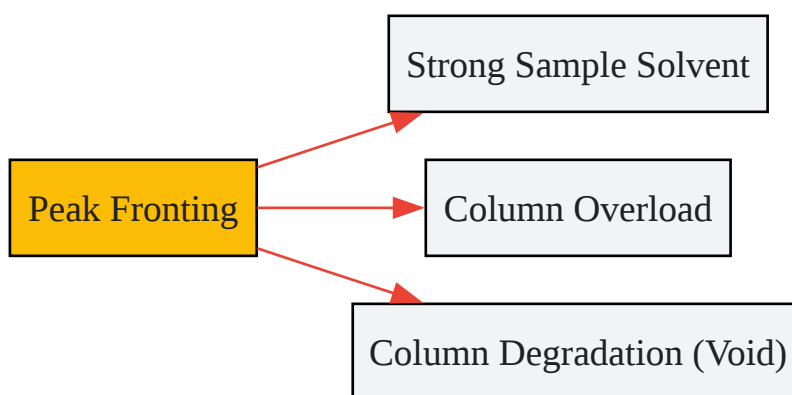 Strong Sample Solvent
Peak Fronting
Column Overload
Column Degradation (Void)